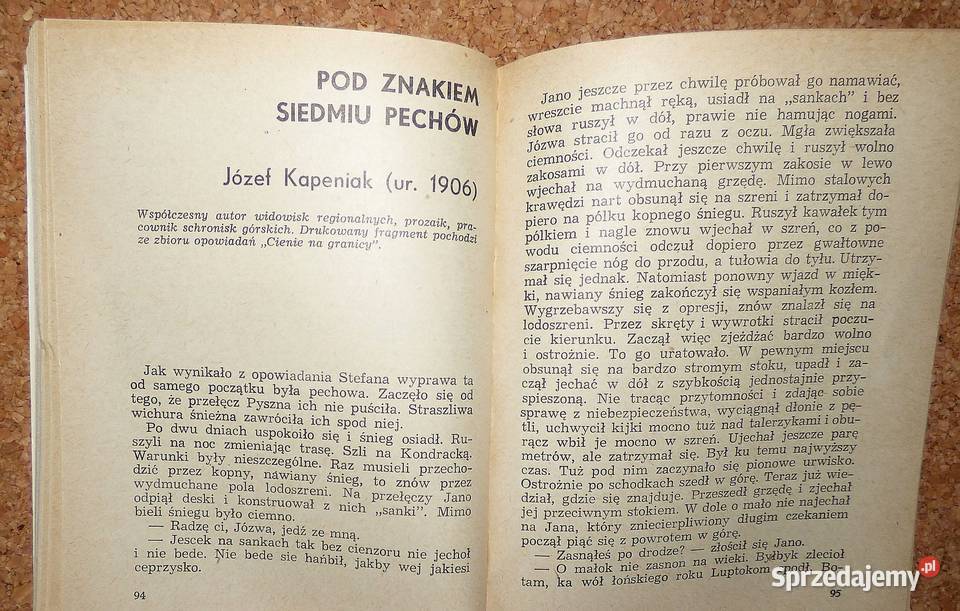 POD ZNAKIEM
SIEDMIU PECHÓW
Józef Kapeniak (ur. 1906)
Współczesny autor widowisk regionalnych, prozaik, pra-
cownik schronisk górskich. Drukowany fragment pochodzi
ze zbioru opowiadań „Cienie na granicy”.
Jak wynikało z opowiadania Stefana wyprawa ta
od samego początku była pechowa. Zaczęło się od
tego, że przełęcz Pyszna ich nie puściła. Straszliwa
wichura śnieżna zawróciła ich spod niej.
Po dwu dniach uspokoiło się i śnieg osiadł. Ru-
szyli na noc zmieniając trasę. Szli na Kondracką.
Warunki były nieszczególne. Raz musieli przecho-
dzić przez kopny, nawiany śnieg, to znów przez
wydmuchane pola lodoszreni. Na przełęczy Jano
odpiął deski i konstruował z nich „sanki”. Mimo
bieli śniegu było ciemno.
— Radzę ci, Józwa, jedź ze mną.
— Jescek na sankach tak bez cienzoru nie jechoł
i nie bede. Nie bede sie hańbił, jakby wej jakiesi
ceprzysko.
94
Jano jeszcze przez chwilę próbował go namawiać,
wreszcie machnął ręką, usiadł na „sankach” i bez
słowa ruszył w dół, prawie nie hamując nogami.
Józwa stracił go od razu z oczu. Mgła zwiększała
ciemności. Odczekał jeszcze chwilę i ruszył wolno
zakosami w dół. Przy pierwszym zakosie w lewo
wjechał na wydmuchaną grzędę. Mimo stalowych
krawędzi nart obsunął się na szreni i zatrzymał do-
piero na półku kopnego śniegu. Ruszył kawałek tym
półkiem i nagle znowu wjechał w szreń, co z po-
wodu ciemności odczuł dopiero przez gwałtowne
szarpnięcie nóg do przodu, a tułowia do tyłu. Utrzy-
mał się jednak. Natomiast ponowny wjazd w mięk-
ki, nawiany śnieg zakończył się wspaniałym kozłem.
Wygrzebawszy się z opresji, znów znalazł się na
lodoszreni. Przez skręty i wywrotki stracił poczu-
cie kierunku. Zaczął więc zjeżdżać bardzo wolno
i ostrożnie. To go uratowało. W pewnym miejscu
obsunął się na bardzo stromym stoku, upadł i za-
czął jechać w dół z szybkością jednostajnie przy-
spieszoną. Nie tracąc przytomności i zdając sobie
sprawę z niebezpieczeństwa, wyciągnął dłonie z pę-
tli, uchwycił kijki mocno tuż nad talerzykami i obu-
rącz wbił je mocno w szreń. Ujechał jeszcze parę
metrów, ale zatrzymał się. Był ku temu najwyższy
czas. Tuż pod nim zaczynało się pionowe urwisko.
Ostrożnie po schodkach szedł w górę. Teraz już wie-
dział, gdzie się znajduje. Przeszedł grzędę i zjechał
jej przeciwnym stokiem. W dole o mało nie najechał
na Jana, który zniecierpliwiony długim czekaniem
począł piąć się z powrotem w górę.
— Zasnąłeś po drodze? — złościł się Jano.
— O małok nie zasnon na wieki. Byłbyk zlecioł
tam, ka wół łońskiego roku Luptokom spodł. Bo-
95
Sprzedajemy.pl